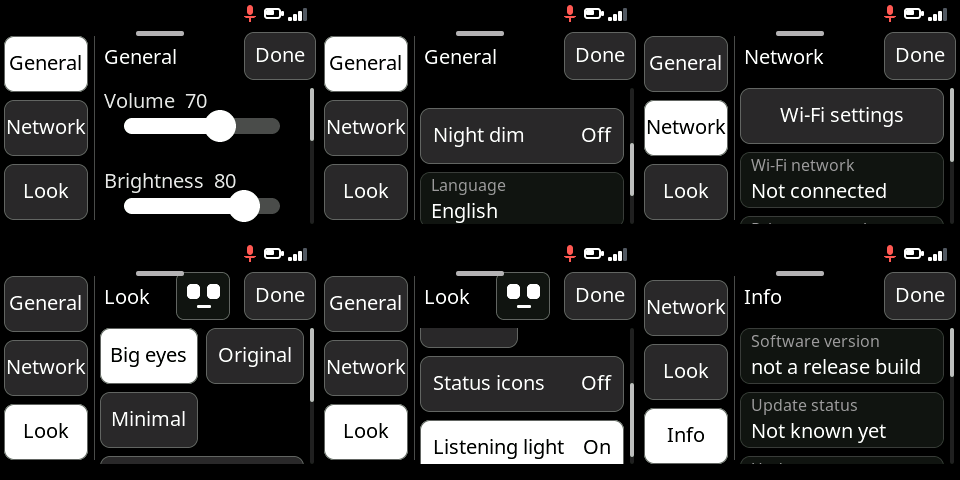 General
General
Done
Volume 70
Network
Brightness 80
Look
General
General
Done
Night dim Off
Network
Language
English
Look
General
Network
Done
Wi-Fi settings
Network
Wi-Fi network
Not connected
Look
General
Look
Done
Big eyes Original
Network
Minimal
Look
General
Look
Done
Status icons Off
Network
Listening light On
Look
Network
Info
Done
Software version
not a release build
Look
Update status
Not known yet
Info